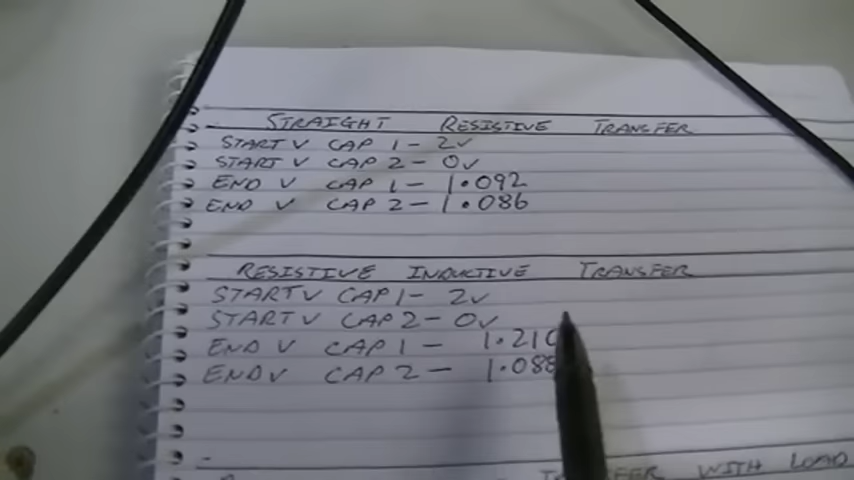 STRAIGHT RESISTIVE TRANSFER
START V CAP 1 - 2V
START V CAP 2 - 0V
END V CAP 1 - 1.092
END V CAP 2 - 1.086
RESISTIVE INDUCTIVE TRANSFER
START V CAP 1 - 2V
START V CAP 2 - 0V
END V CAP 1 - 1.210
END V CAP 2 - 1.088
WITH LOAD